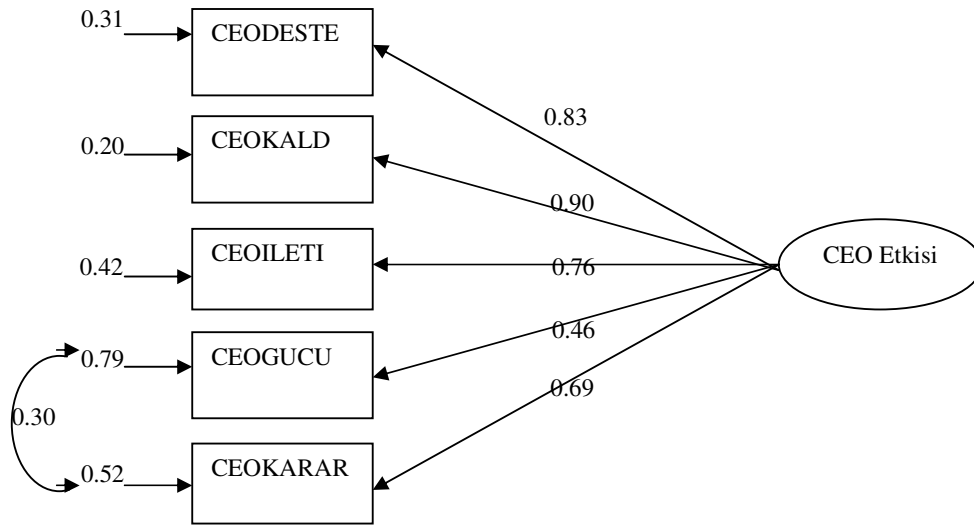 0.31
CEODESTE
0.83
0.20
CEOKALD
0.90
0.42
CEOILETI
0.76
CEO Etkisi
0.79
CEOGUCU
0.46
0.30
0.52
CEOKARAR
0.69